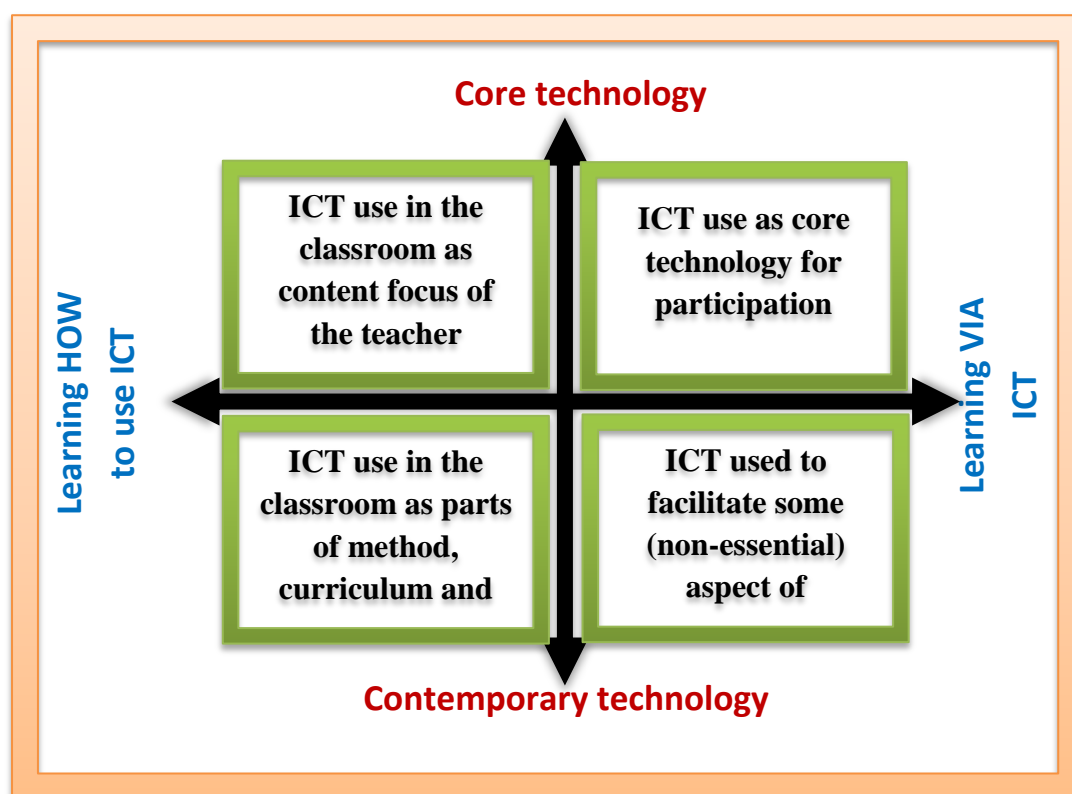 Core technology
ICT use in the
classroom as
content focus of
the teacher
ICT use as core
technology for
participation
Learning HOW
to use ICT
Learning VIA
ICT
ICT use in the
classroom as parts
of method,
curriculum and
ICT used to
facilitate some
(non-essential)
aspect of
Contemporary technology